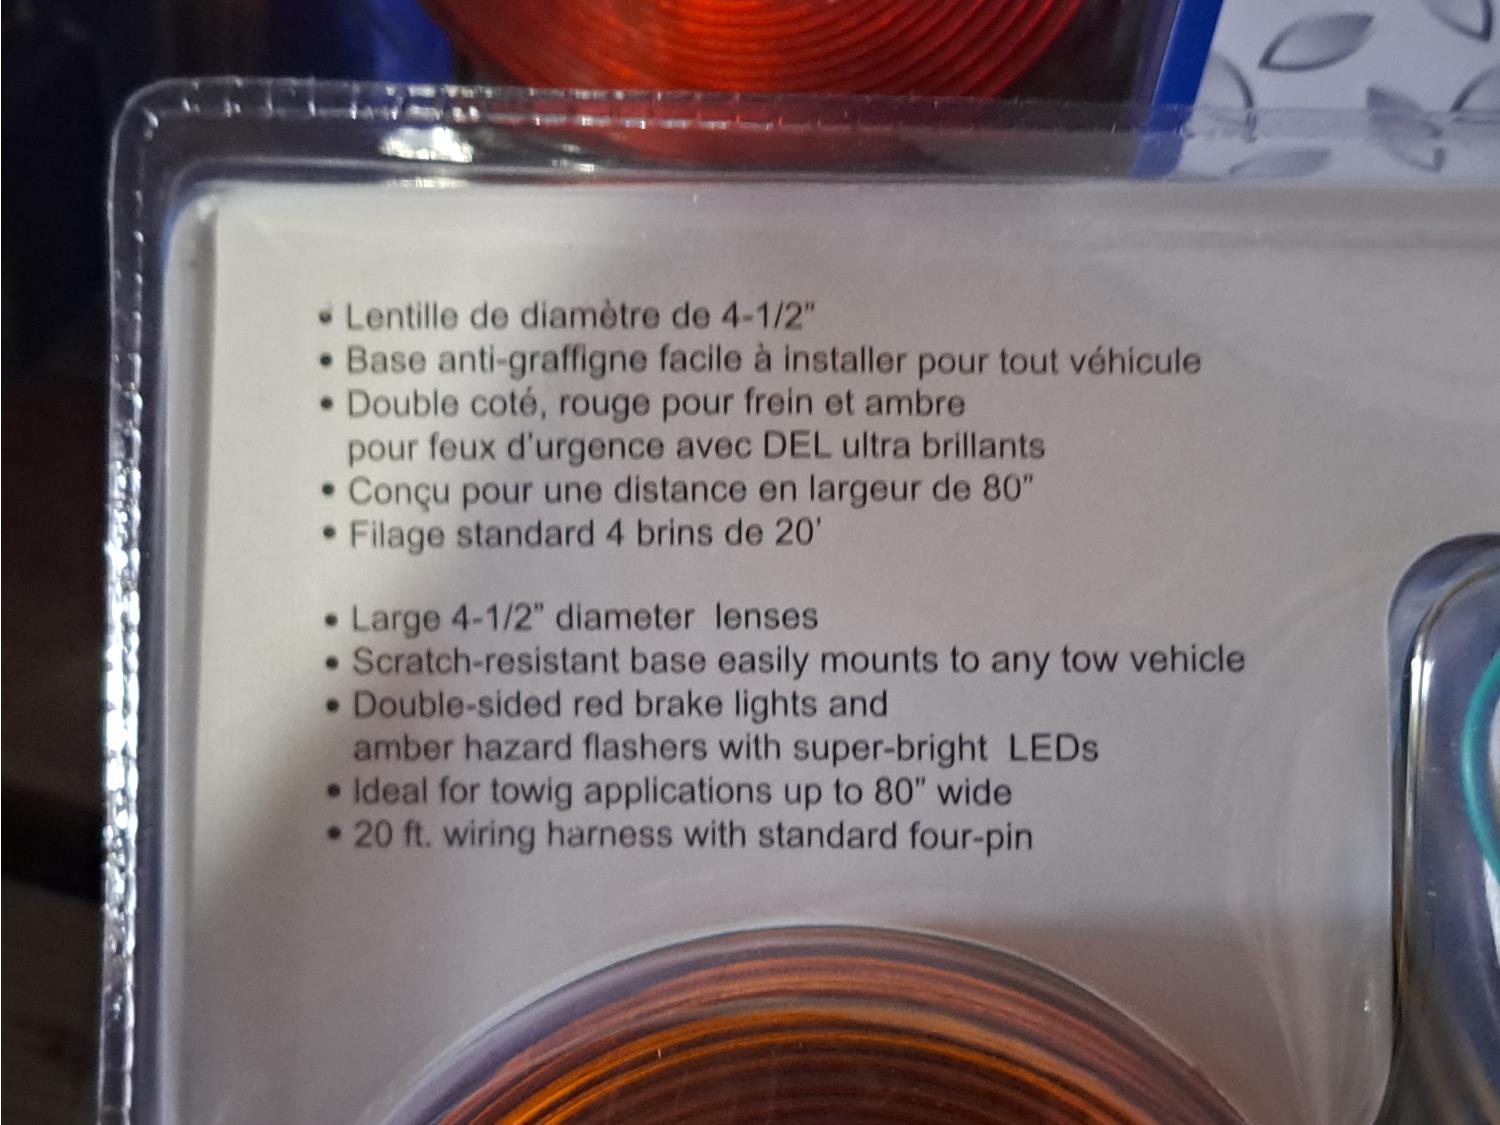 • Lentille de diamètre de 4-1/2"
• Base anti-graffigne facile à installer pour tout véhicule
• Double coté, rouge pour frein et ambre
pour feux d'urgence avec DEL ultra brillants
• Conçu pour une distance en largeur de 80"
• Filage standard 4 brins de 20'
• Large 4-1/2" diameter lenses
• Scratch-resistant base easily mounts to any tow vehicle
• Double-sided red brake lights and
amber hazard flashers with super-bright LEDs
• Ideal for towig applications up to 80" wide
• 20 ft. wiring harness with standard four-pin